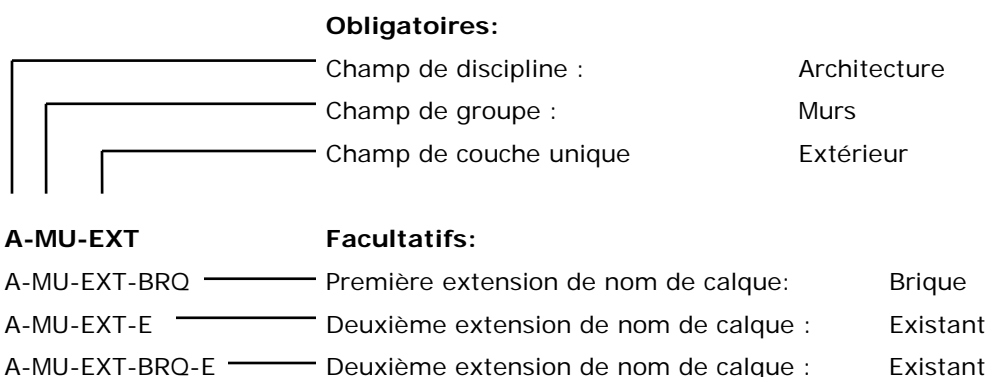 Obligatoires:
Champ de discipline : Architecture
Champ de groupe : Murs
Champ de couche unique Extérieur
A-MU-EXT Facultatifs:
A-MU-EXT-BRQ Première extension de nom de calque: Brique
A-MU-EXT-E Deuxième extension de nom de calque : Existant
A-MU-EXT-BRQ-E Deuxième extension de nom de calque : Existant